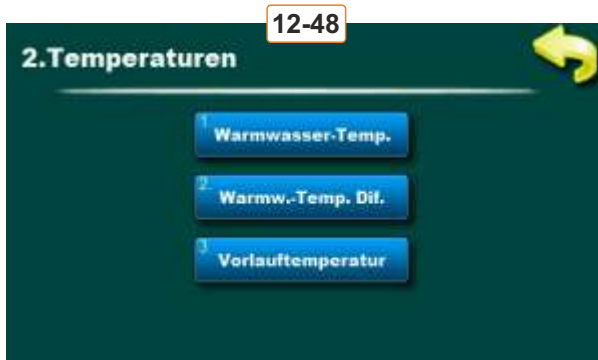 12-48
2.Temperaturen
1. Warmwasser-Temp.
2. Warmw.-Temp. Dif.
3. Vorlauftemperatur